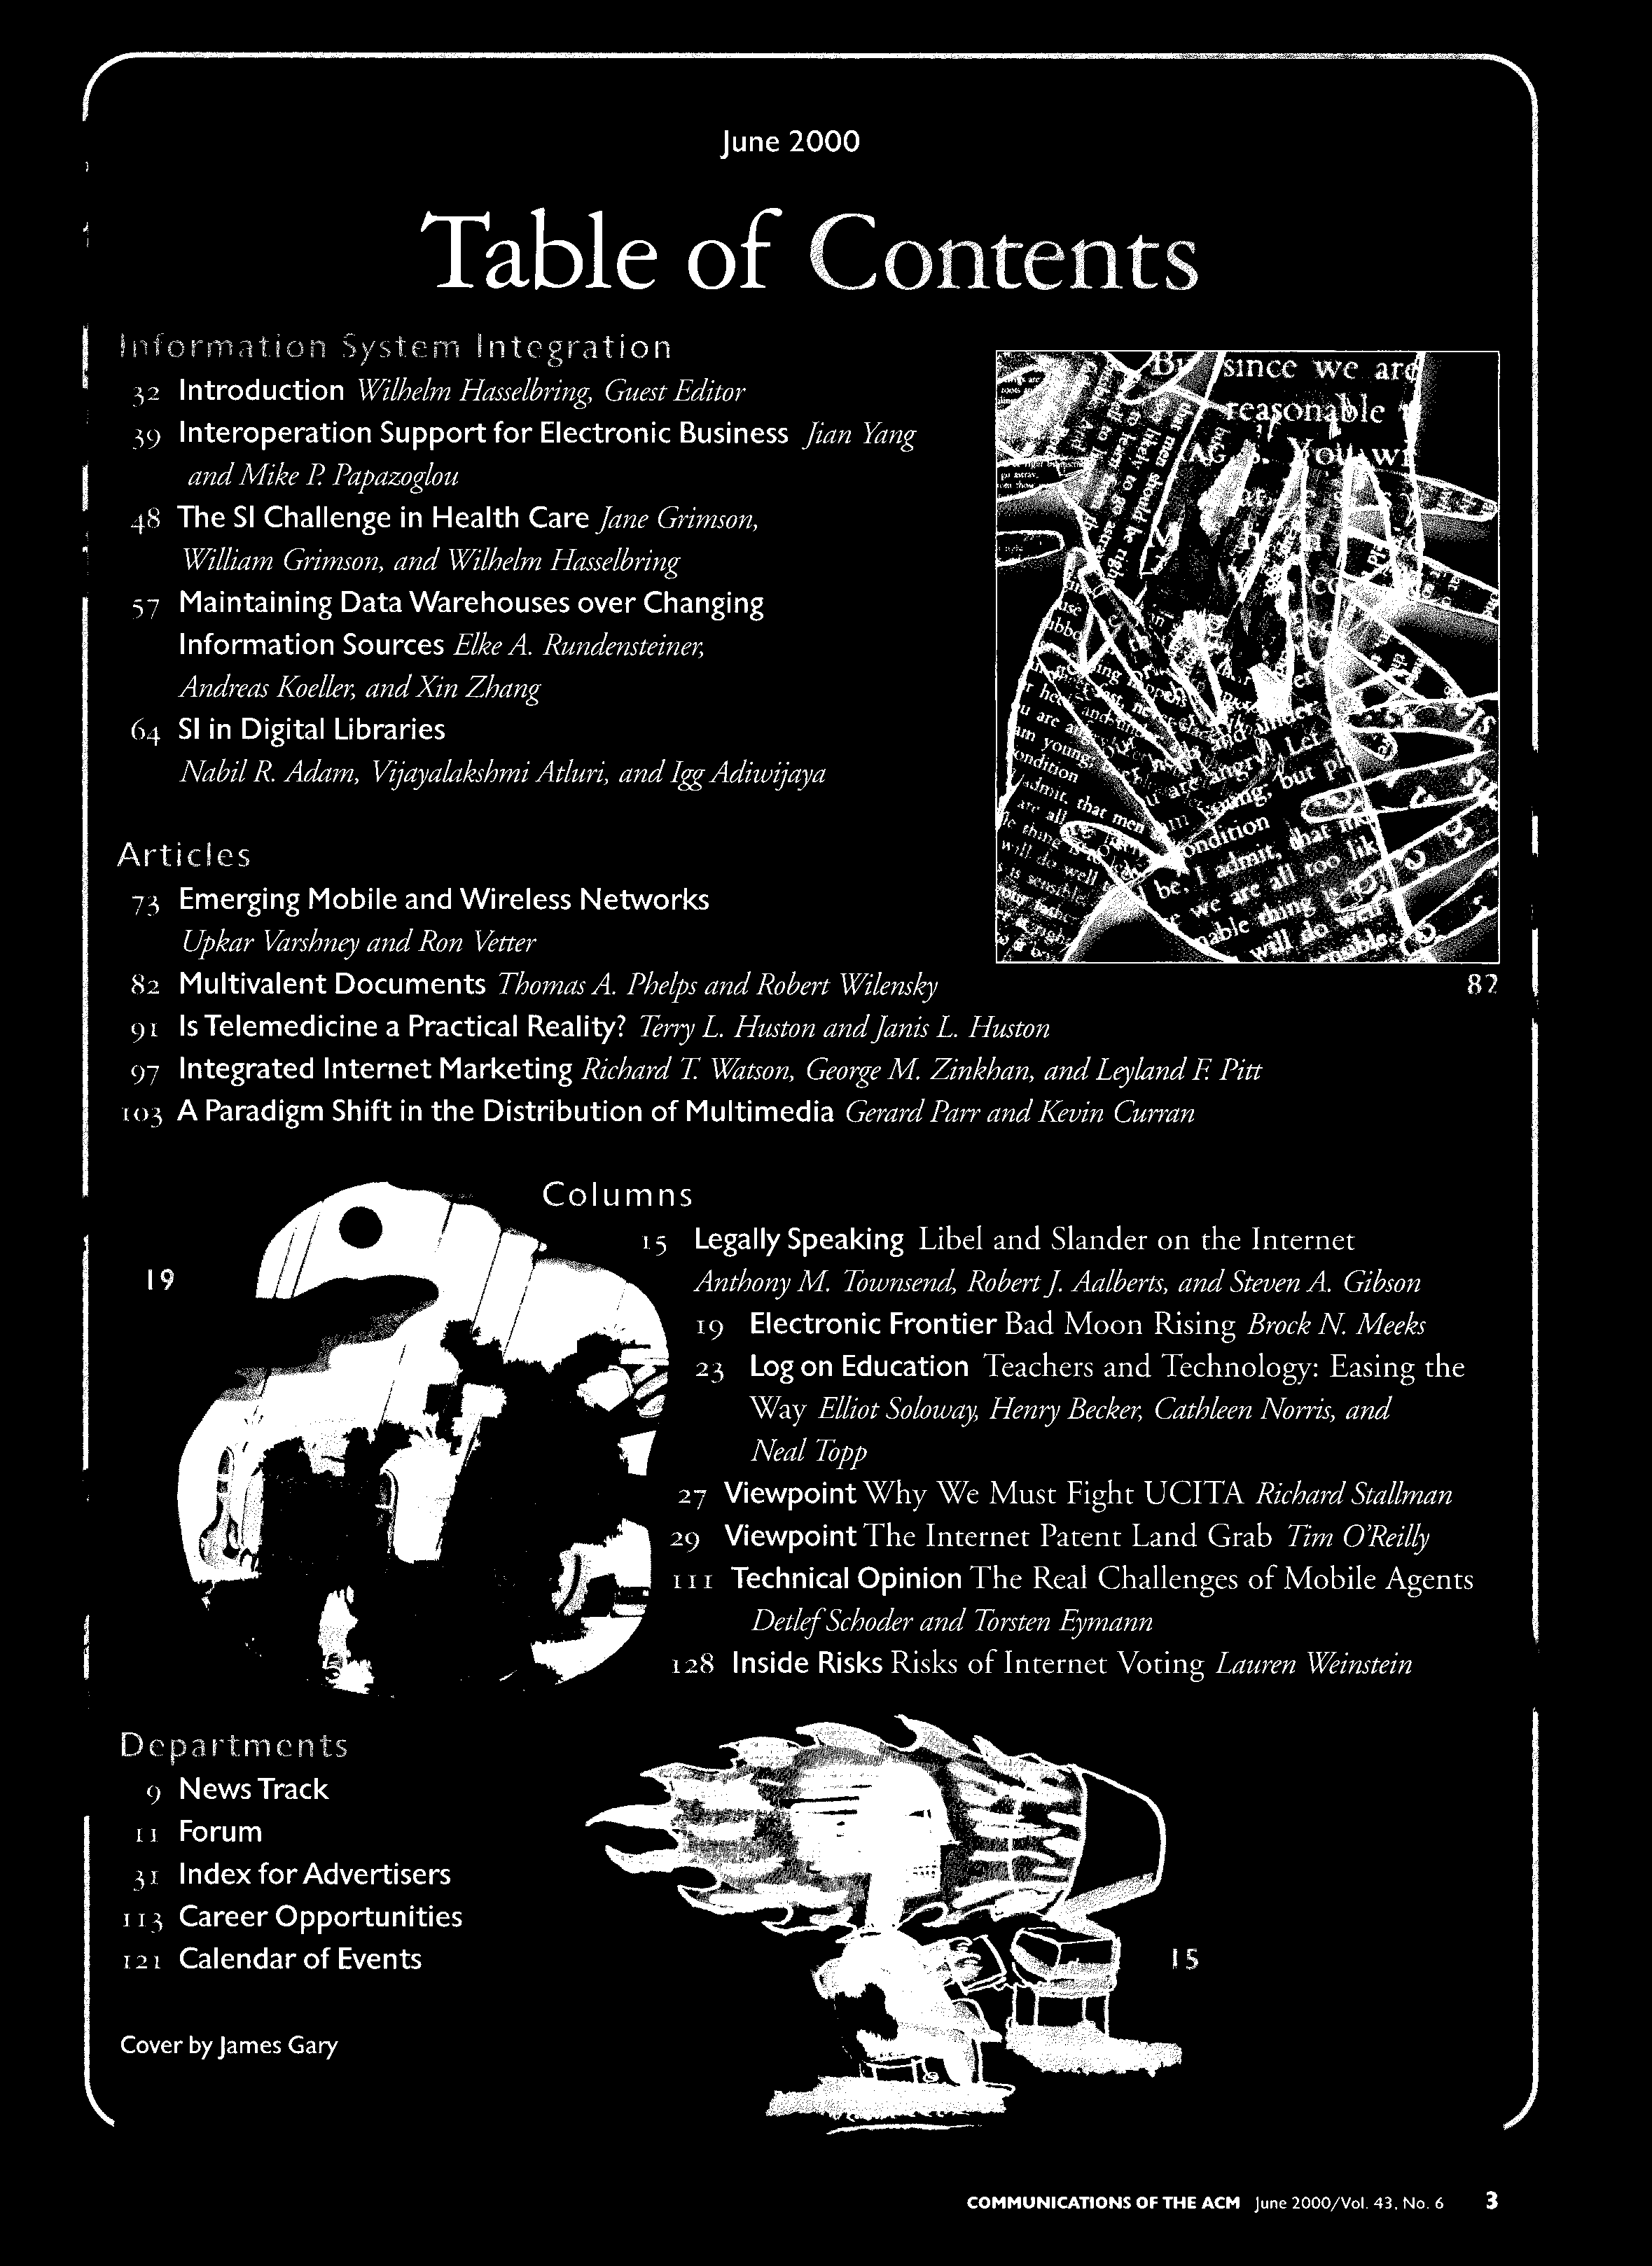 June 2000
Table of Contents
Information System Integration
32 Introduction Wilhelm Hasselbring, Guest Editor
39 Interoperation Support for Electronic Business Jian Yang
and Mike P. Papazoglou
48 The SI Challenge in Health Care Jane Grimson,
William Grimson, and Wilhelm Hasselbring
57 Maintaining Data Warehouses over Changing
Information Sources Elke A. Rundensteiner,
Andreas Koeller, and Xin Zhang
64 SI in Digital Libraries
Nabil R. Adam, Vijayalakshmi Atluri, and Igg Adiwijaya
since we are
reasonable
Articles
73 Emerging Mobile and Wireless Networks
Upkar Varshney and Ron Vetter
82 Multivalent Documents Thomas A. Phelps and Robert Wilensky
82
91 Is Telemedicine a Practical Reality? Terry L. Huston and Janis L. Huston
97 Integrated Internet Marketing Richard T. Watson, George M. Zinkhan, and Leyland F. Pitt
103 A Paradigm Shift in the Distribution of Multimedia Gerard Parr and Kevin Curran
Columns
15 Legally Speaking Libel and Slander on the Internet
Anthony M. Townsend, Robert J. Aalberts, and Steven A. Gibson
19
19 Electronic Frontier Bad Moon Rising Brock N. Meeks
23 Log on Education Teachers and Technology: Easing the
Way Elliot Soloway, Henry Becker, Cathleen Norris, and
Neal Topp
27 Viewpoint Why We Must Fight UCITA Richard Stallman
29 Viewpoint The Internet Patent Land Grab Tim O'Reilly
111 Technical Opinion The Real Challenges of Mobile Agents
Detlef Schoder and Torsten Eymann
128 Inside Risks Risks of Internet Voting Lauren Weinstein
Departments
9 News Track
11 Forum
31 Index for Advertisers
113 Career Opportunities
121 Calendar of Events
15
Cover by James Gary
COMMUNICATIONS OF THE ACM June 2000/Vol. 43, No. 6 3